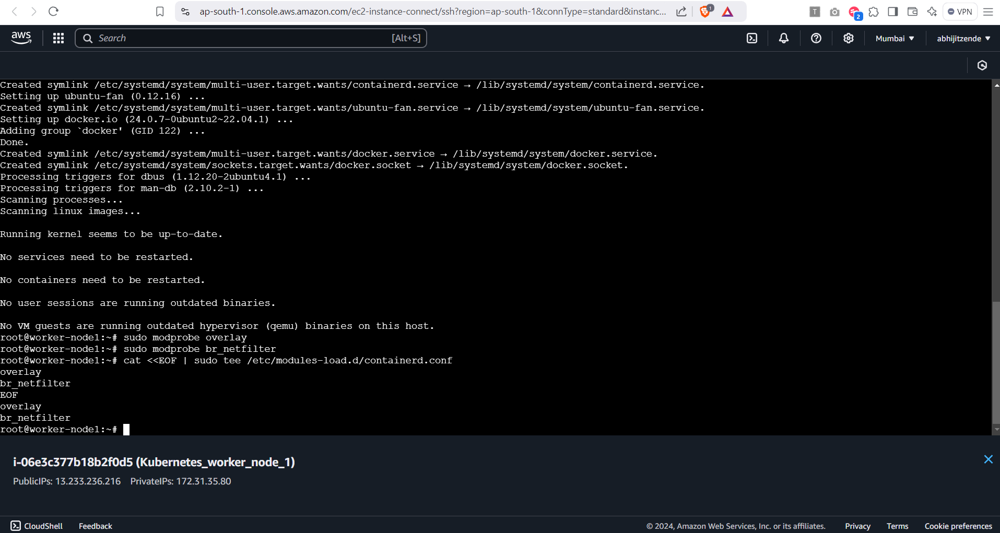 ap-south-1.console.aws.amazon.com/ec2-instance-connect/ssh?region=ap-south-1&connType=standard&instanc...
1
T
2
VPN
aws
Search
[Alt+S]
Mumbai
abhijitzende
Created symlink /etc/systemd/system/multi-user.target.wants/containerd.service → /lib/systemd/system/containerd.service.
Setting up ubuntu-fan (0.12.16) ...
Created symlink /etc/systemd/system/multi-user.target.wants/ubuntu-fan.service → /lib/systemd/system/ubuntu-fan.service.
Setting up docker.io (24.0.7-0ubuntu2~22.04.1) ...
Adding group `docker' (GID 122) ...
Done.
Created symlink /etc/systemd/system/multi-user.target.wants/docker.service → /lib/systemd/system/docker.service.
Created symlink /etc/systemd/system/sockets.target.wants/docker.socket → /lib/systemd/system/docker.socket.
Processing triggers for dbus (1.12.20-2ubuntu4.1) ...
Processing triggers for man-db (2.10.2-1) ...
Scanning processes...
Scanning linux images...
Running kernel seems to be up-to-date.
No services need to be restarted.
No containers need to be restarted.
No user sessions are running outdated binaries.
No VM guests are running outdated hypervisor (qemu) binaries on this host.
root@worker-node1:~# sudo modprobe overlay
root@worker-node1:~# sudo modprobe br_netfilter
root@worker-node1:~# cat <<EOF | sudo tee /etc/modules-load.d/containerd.conf
overlay
br_netfilter
EOF
overlay
br_netfilter
root@worker-node1:~#
i-06e3c377b18b2f0d5 (Kubernetes_worker_node_1)
PublicIPs: 13.233.236.216 PrivateIPs: 172.31.35.80
CloudShell
Feedback
© 2024, Amazon Web Services, Inc. or its affiliates.
Privacy
Terms
Cookie preferences